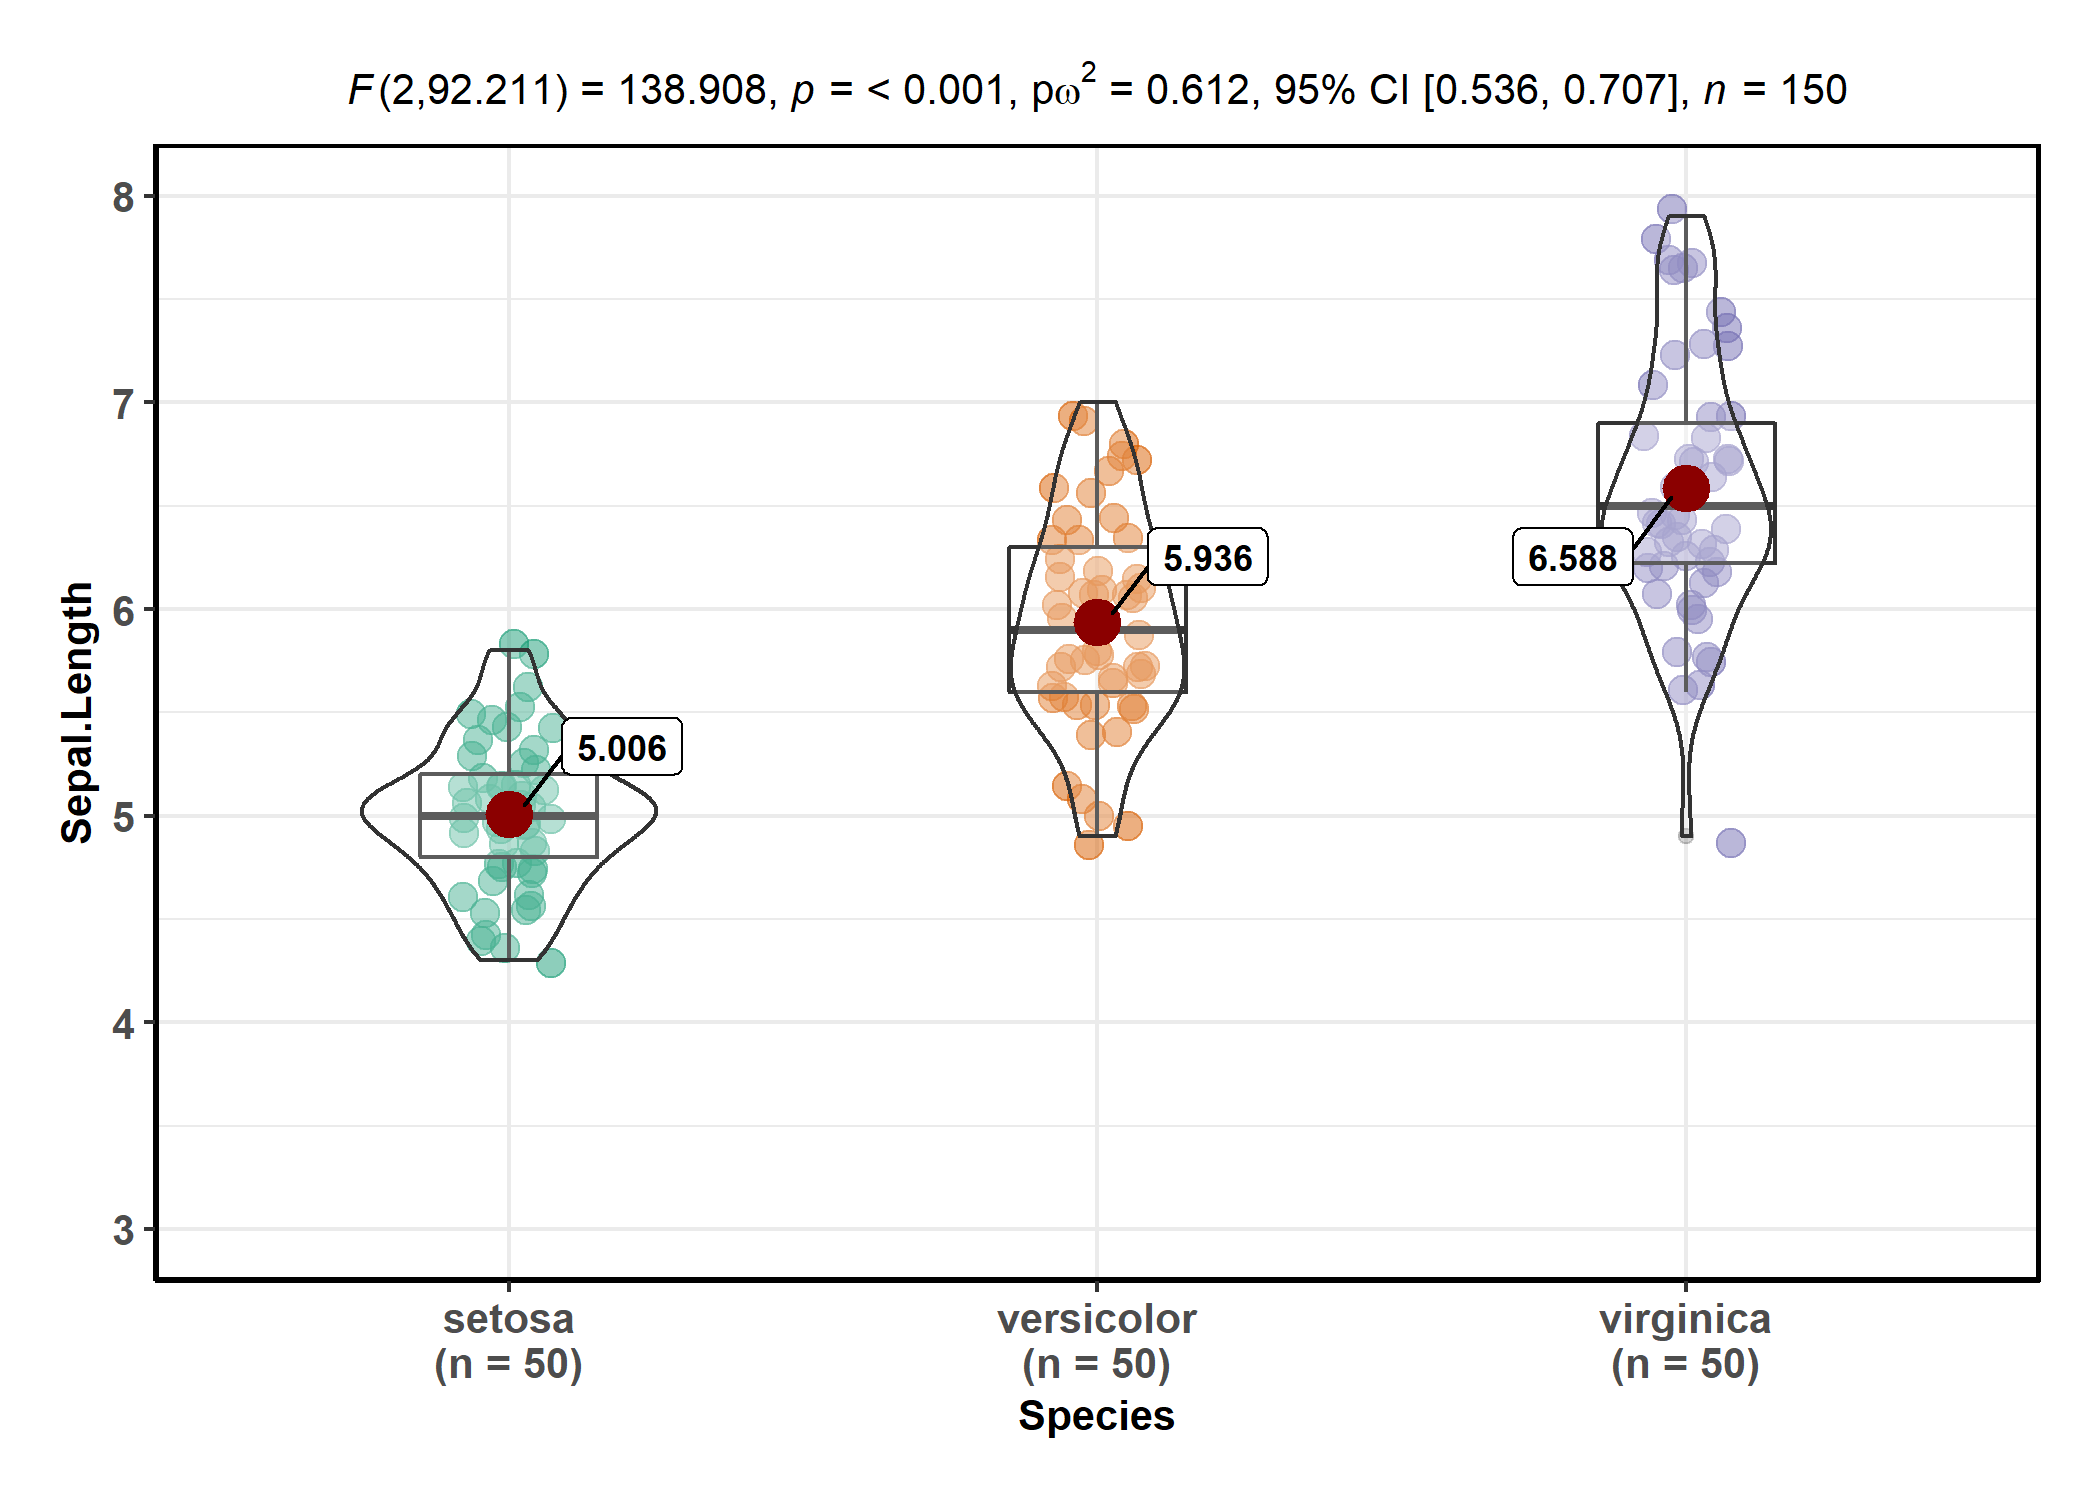 F(2,92.211) = 138.908, p = < 0.001, pω² = 0.612, 95% CI [0.536, 0.707], n = 150
8
7
6
5
4
3
Sepal.Length
5.006
5.936
6.588
setosa
(n = 50)
versicolor
(n = 50)
virginica
(n = 50)
Species